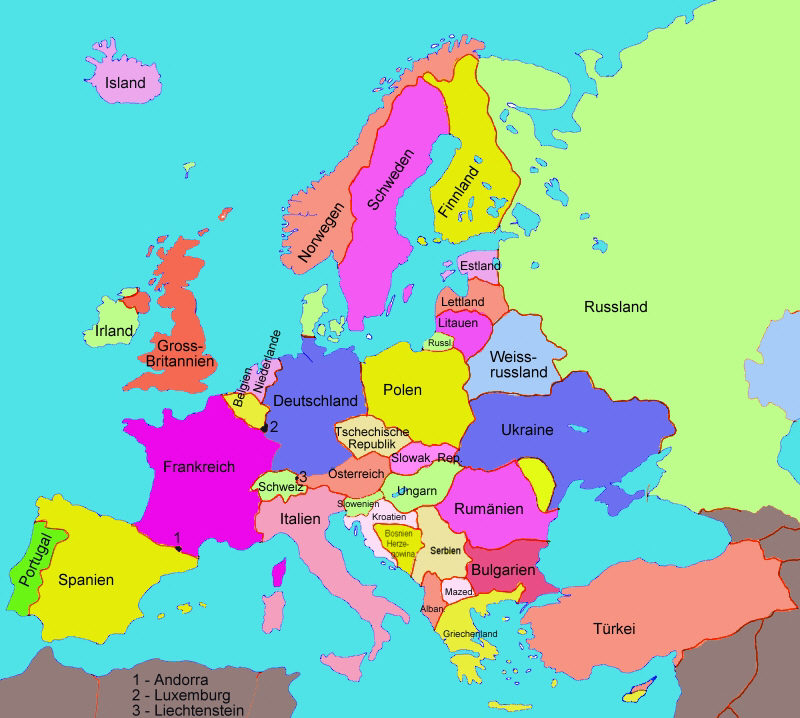 Island
Schweden
Finnland
Norwegen
Estland
Lettland
Russland
Litauen
Irland
Russl
Gross-
Britannien
Weiss-
russland
Niederlande
Belgien
Polen
Deutschland
2
Ukraine
Tschechische
Republik
Slowak. Rep.
Frankreich
Österreich
3
Schweiz
Ungarn
Slowenien
Rumänien
Italien
Kroatien
1
Bosnien
Herze-
gowina
Serbien
Portugal
Spanien
Bulgarien
Mazed.
Alban
Türkei
Griechenland
1 - Andorra
2 - Luxemburg
3 - Liechtenstein